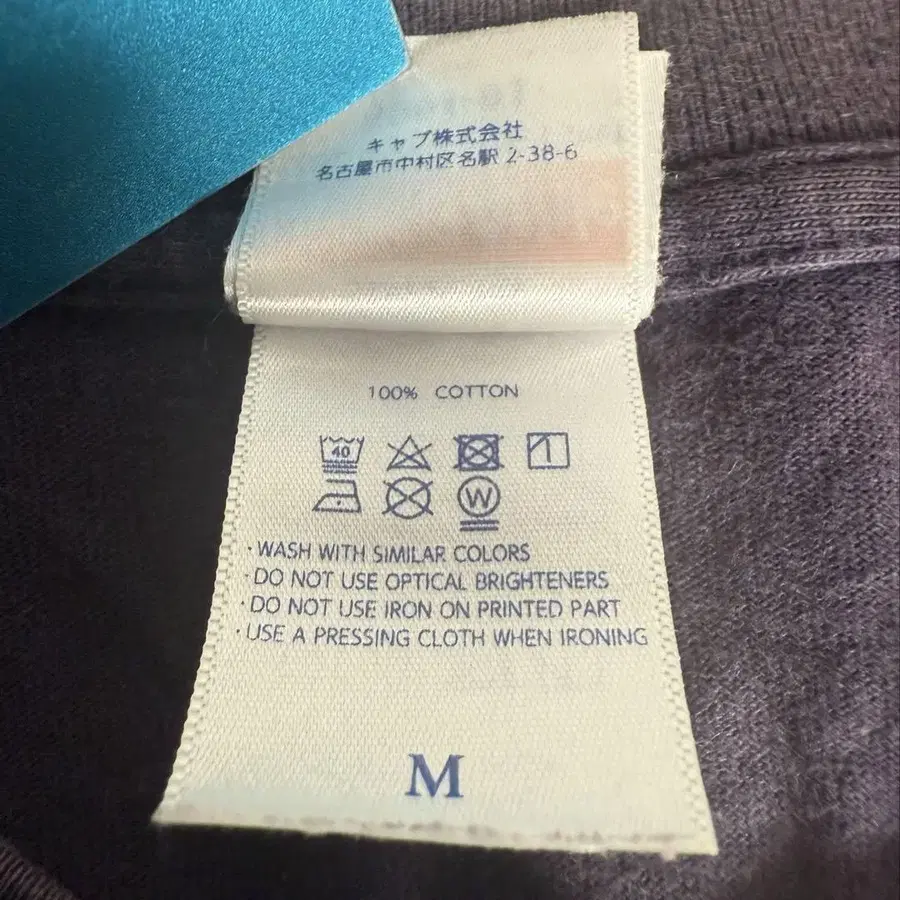 キャブ株式会社
名古屋市中村区名駅 2-38-6
100% COTTON
40
W
·WASH WITH SIMILAR COLORS
·DO NOT USE OPTICAL BRIGHTENERS
·DO NOT USE IRON ON PRINTED PART
·USE A PRESSING CLOTH WHEN IRONING
M